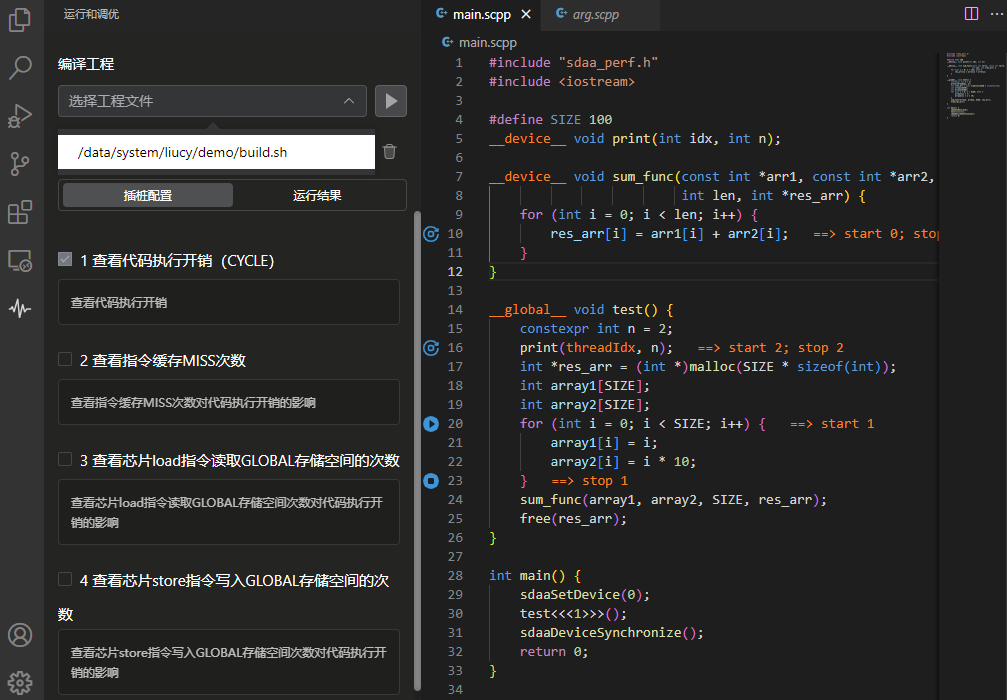 运行和调优
编译工程
选择工程文件
/data/system/liucy/demo/build.sh
插桩配置
运行结果
1 查看代码执行开销（CYCLE）
查看代码执行开销
2 查看指令缓存MISS次数
查看指令缓存MISS次数对代码执行开销的影响
3 查看芯片load指令读取GLOBAL存储空间的次数
查看芯片load指令读取GLOBAL存储空间次数对代码执行开
销的影响
4 查看芯片store指令写入GLOBAL存储空间的次
数
查看芯片store指令写入GLOBAL存储空间次数对代码执行开
销的影响
main.scpp
arg.scpp
main.scpp
1 #include "sdaa_perf.h"
2 #include <iostream>
3
4 #define SIZE 100
5 __device__ void print(int idx, int n);
6
7 __device__ void sum_func(const int *arr1, const int *arr2,
8 int len, int *res_arr) {
9 for (int i = 0; i < len; i++) {
10 res_arr[i] = arr1[i] + arr2[i]; ==> start 0; stop
11 }
12 }
13
14 __global__ void test() {
15 constexpr int n = 2;
16 print(threadIdx, n); ==> start 2; stop 2
17 int *res_arr = (int *)malloc(SIZE * sizeof(int));
18 int array1[SIZE];
19 int array2[SIZE];
20 for (int i = 0; i < SIZE; i++) { ==> start 1
21 array1[i] = i;
22 array2[i] = i * 10;
23 } ==> stop 1
24 sum_func(array1, array2, SIZE, res_arr);
25 free(res_arr);
26 }
27
28 int main() {
29 sdaaSetDevice(0);
30 test<<<1>>>();
31 sdaaDeviceSynchronize();
32 return 0;
33 }
34